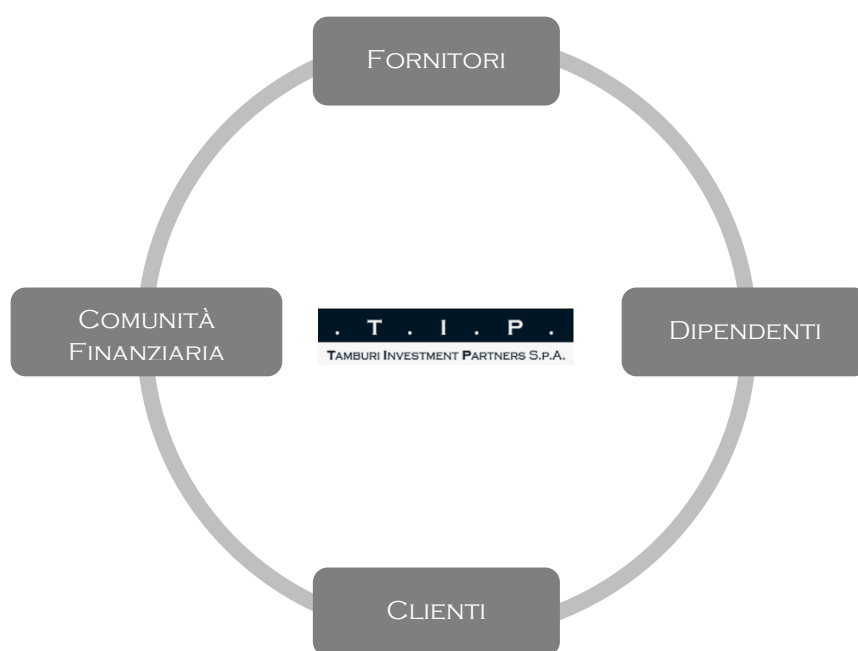 FORNITORI
COMUNITÀ
FINANZIARIA
. T . I . P .
TAMBURI INVESTMENT PARTNERS S.P.A.
DIPENDENTI
CLIENTI